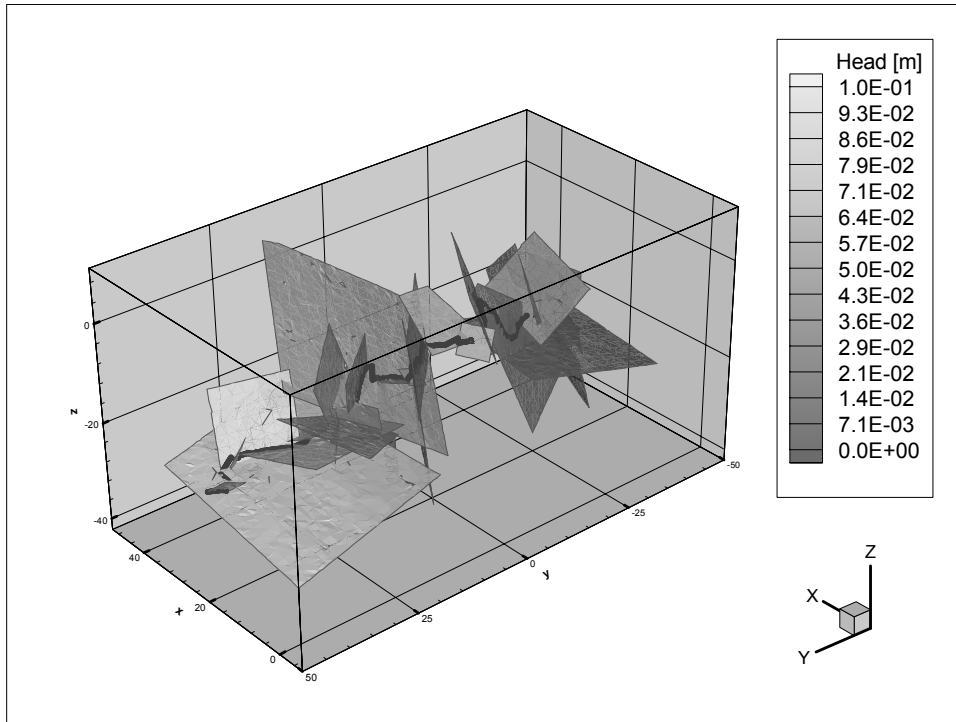 Head [m]
1.0E-01
9.3E-02
8.6E-02
7.9E-02
7.1E-02
6.4E-02
5.7E-02
5.0E-02
4.3E-02
3.6E-02
2.9E-02
2.1E-02
1.4E-02
7.1E-03
0.0E+00
0
z
-20
-40
40
x
20
0
50
25
y
0
-25
-50
Z
X
Y